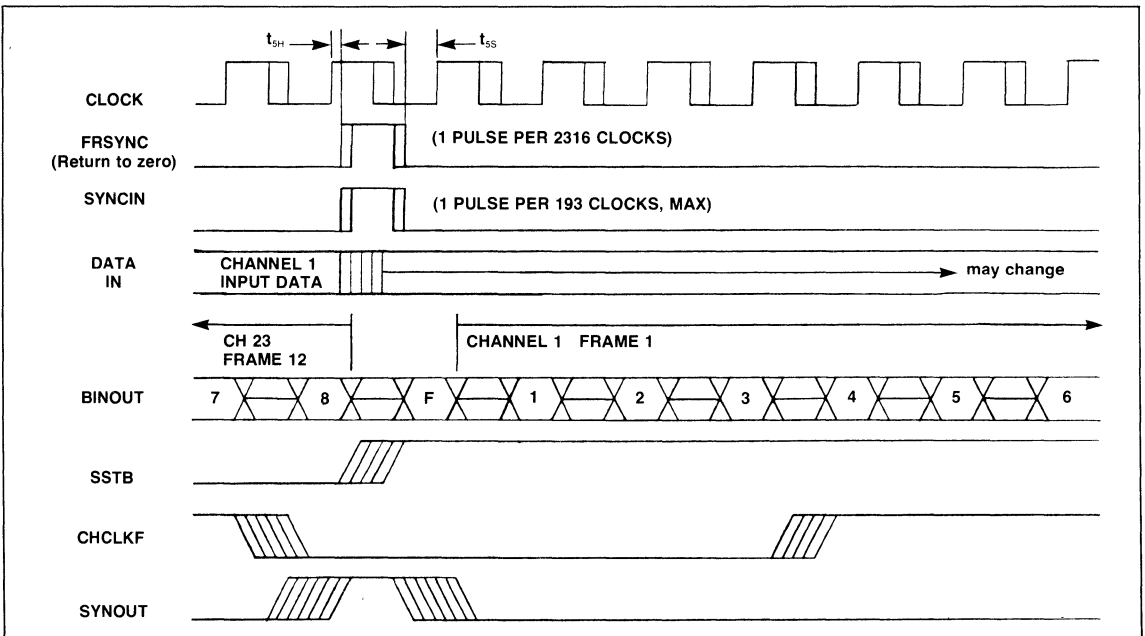 t5H
t5S
CLOCK
FRSYNC
(Return to zero)
(1 PULSE PER 2316 CLOCKS)
SYNCIN
(1 PULSE PER 193 CLOCKS, MAX)
DATA
IN
CHANNEL 1
INPUT DATA
may change
CH 23
FRAME 12
CHANNEL 1 FRAME 1
BINOUT
7 8 F 1 2 3 4 5 6
SSTB
CHCLKF
SYNOUT